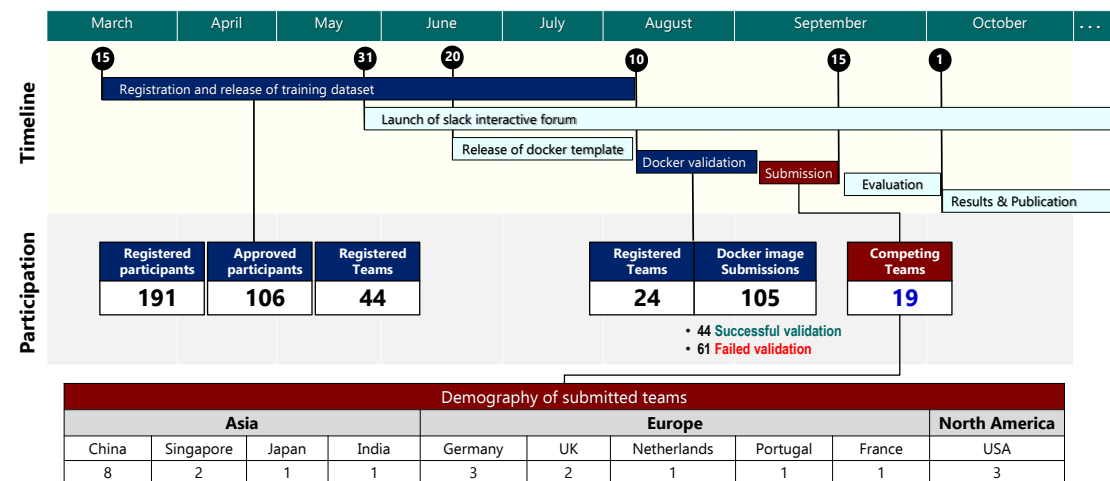 March April May June July August September October ...
15 31 20 10 15 1
Timeline
Registration and release of training dataset
Launch of slack interactive forum
Release of docker template
Docker validation
Submission
Evaluation
Results & Publication
Participation
Registered participants
191
Approved participants
106
Registered Teams
44
Registered Teams
24
Docker image Submissions
105
Competing Teams
19
• 44 Successful validation
• 61 Failed validation
Demography of submitted teams
Asia Europe North America
China Singapore Japan India Germany UK Netherlands Portugal France USA
8 2 1 1 3 2 1 1 1 3